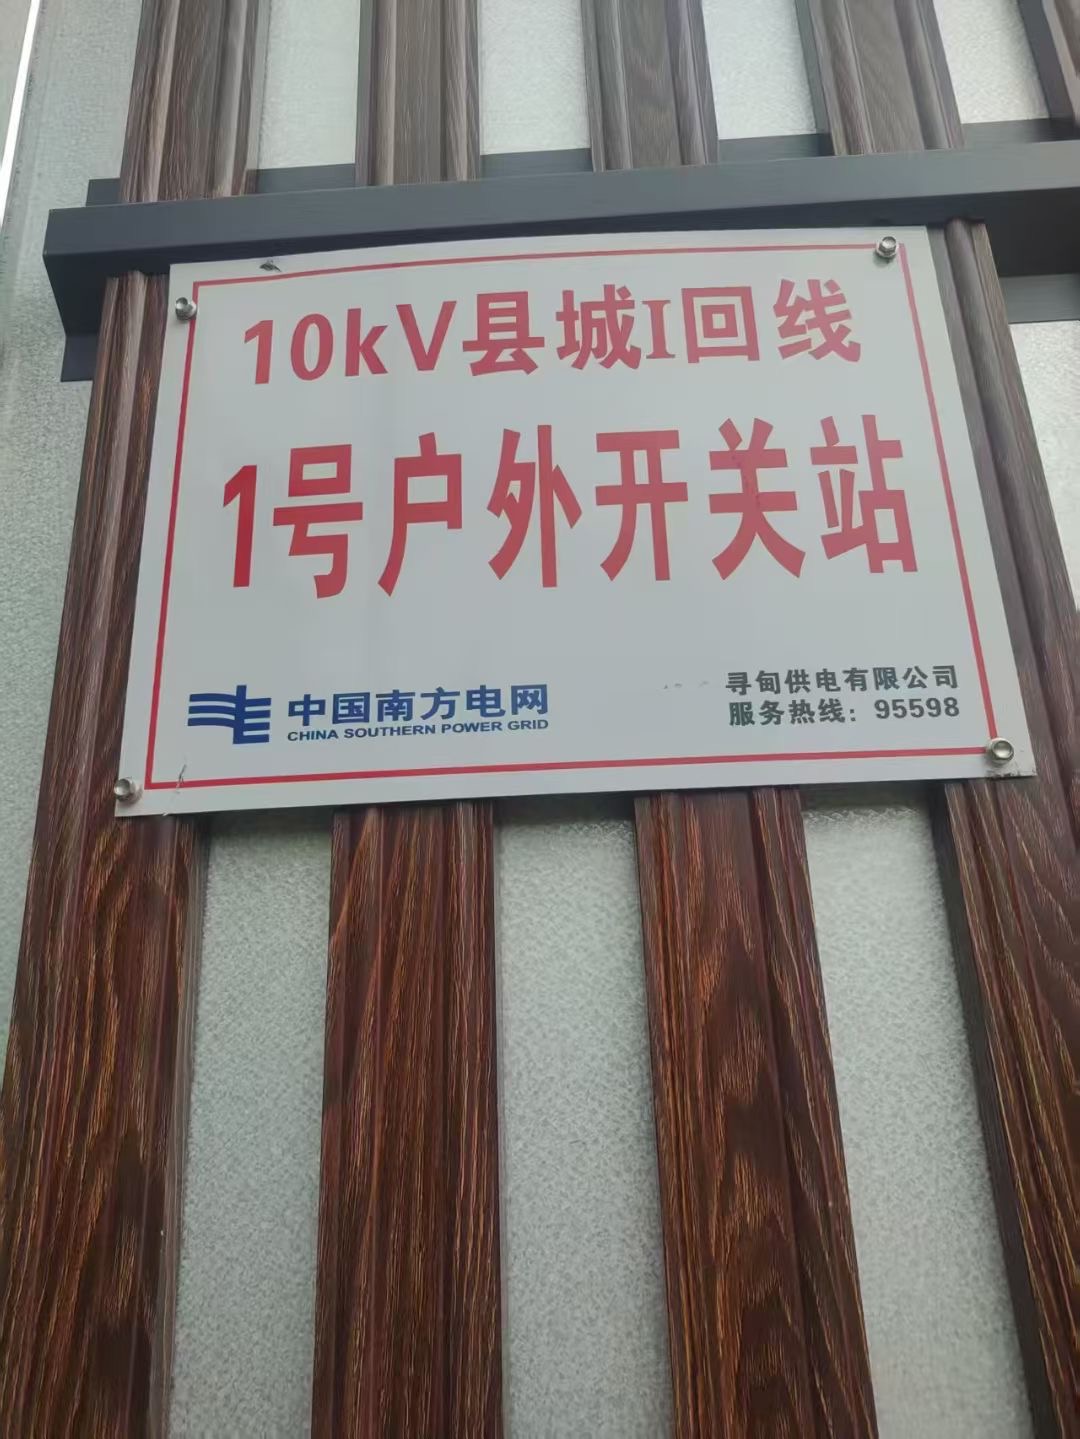 10kV县城I回线
1号户外开关站
中国南方电网
CHINA SOUTHERN POWER GRID
寻甸供电有限公司
服务热线：95598